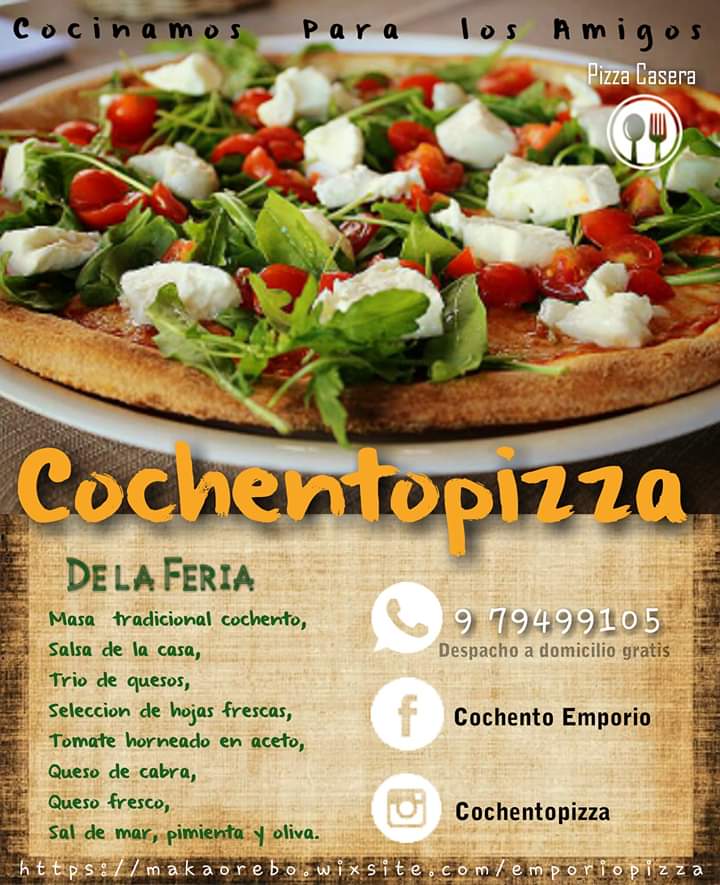 Cocinamos Para los Amigos
Pizza Casera
Cochentopizza
De la Feria
Masa tradicional cochento,
Salsa de la casa,
Trio de quesos,
Seleccion de hojas frescas,
Tomate horneado en aceto,
Queso de cabra,
Queso fresco,
Sal de mar, pimienta y oliva.
9 79499105
Despacho a domicilio gratis
Cochento Emporio
Cochentopizza
https://makaorebo.wixsite.com/emporiopizza